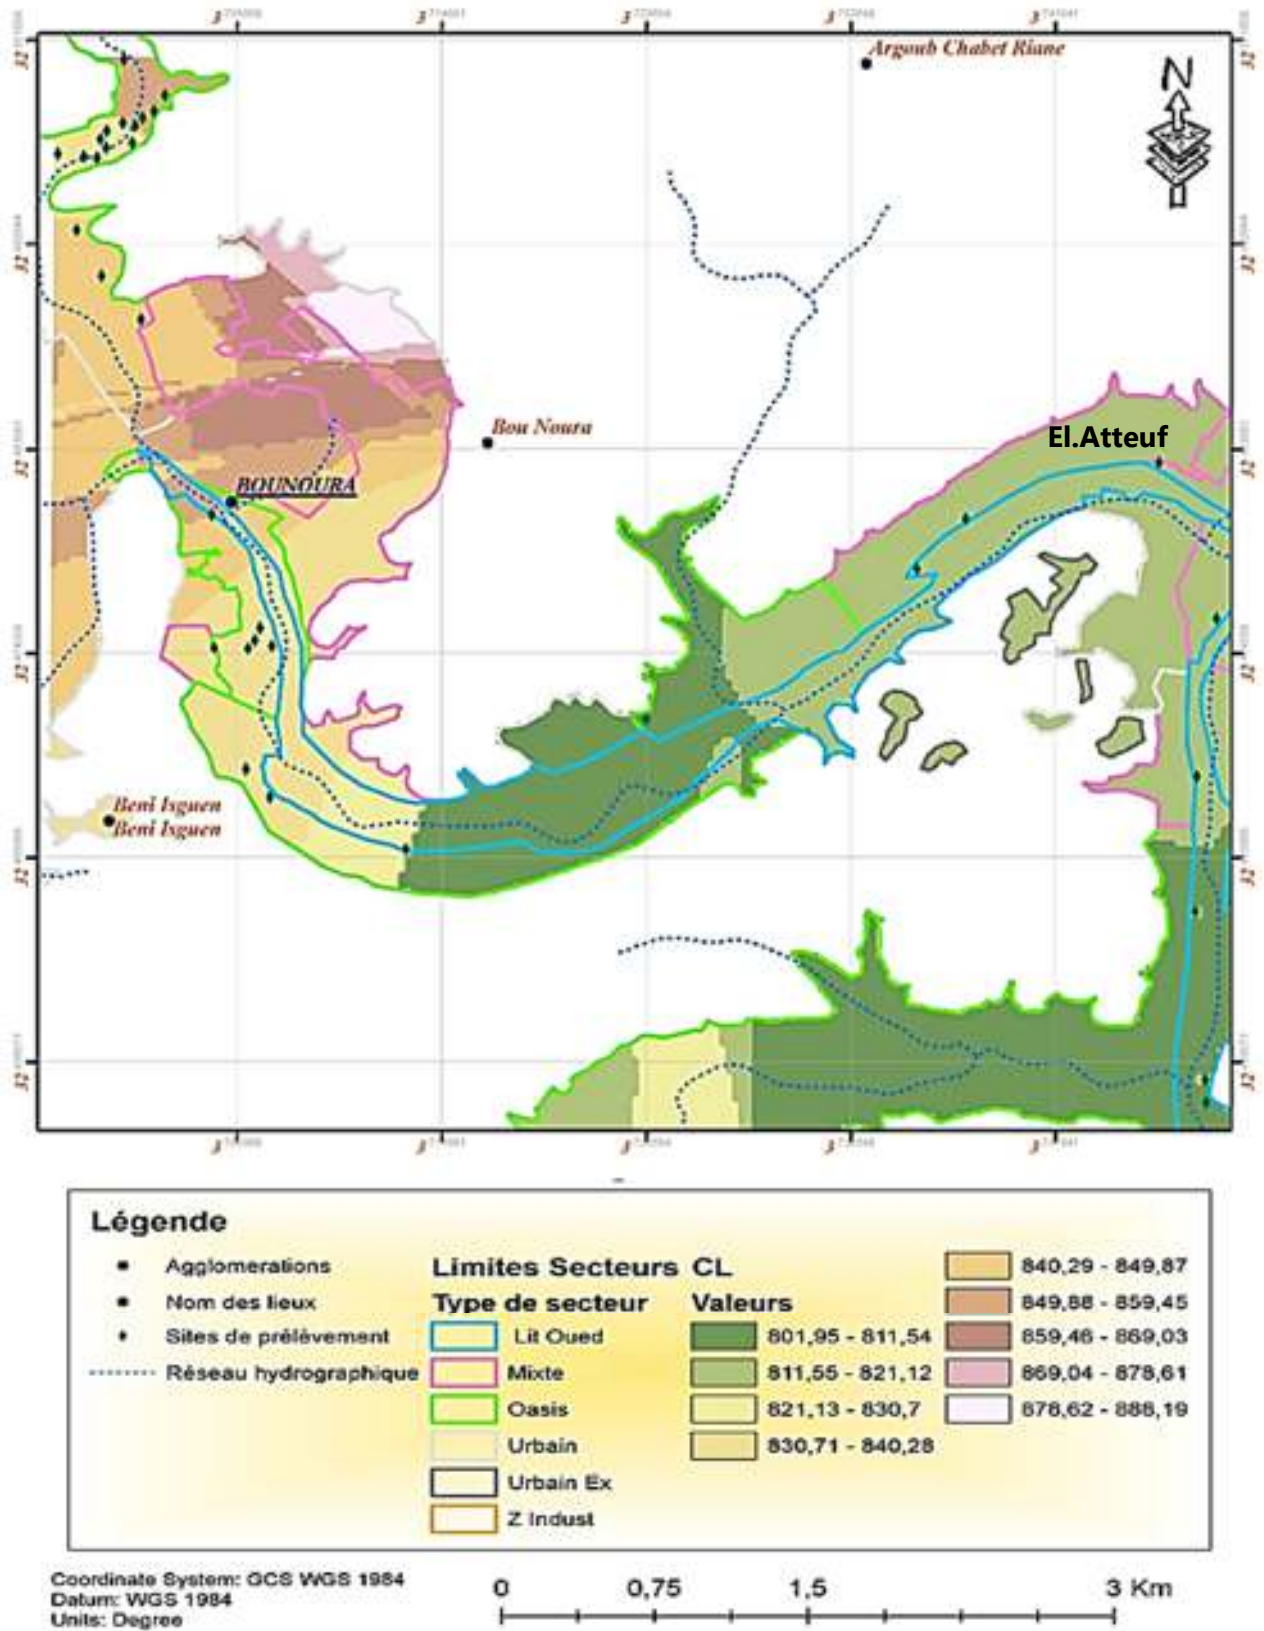 Argoub Chabet Riane
N
Bou Noura
El.Atteuf
BOUNOURA
Beni Isguen
Beni Isguen
Légende
Agglomerations
Nom des lieux
Sites de prélèvement
Réseau hydrographique
Limites Secteurs
Type de secteur
Lit Oued
Mixte
Oasis
Urbain
Urbain Ex
Z Indust
CL
Valeurs
801,95 - 811,54
811,55 - 821,12
821,13 - 830,7
830,71 - 840,28
840,29 - 849,87
849,88 - 859,45
859,46 - 869,03
869,04 - 878,61
878,62 - 888,19
Coordinate System: GCS WGS 1984
Datum: WGS 1984
Units: Degree
0 0,75 1,5 3 Km